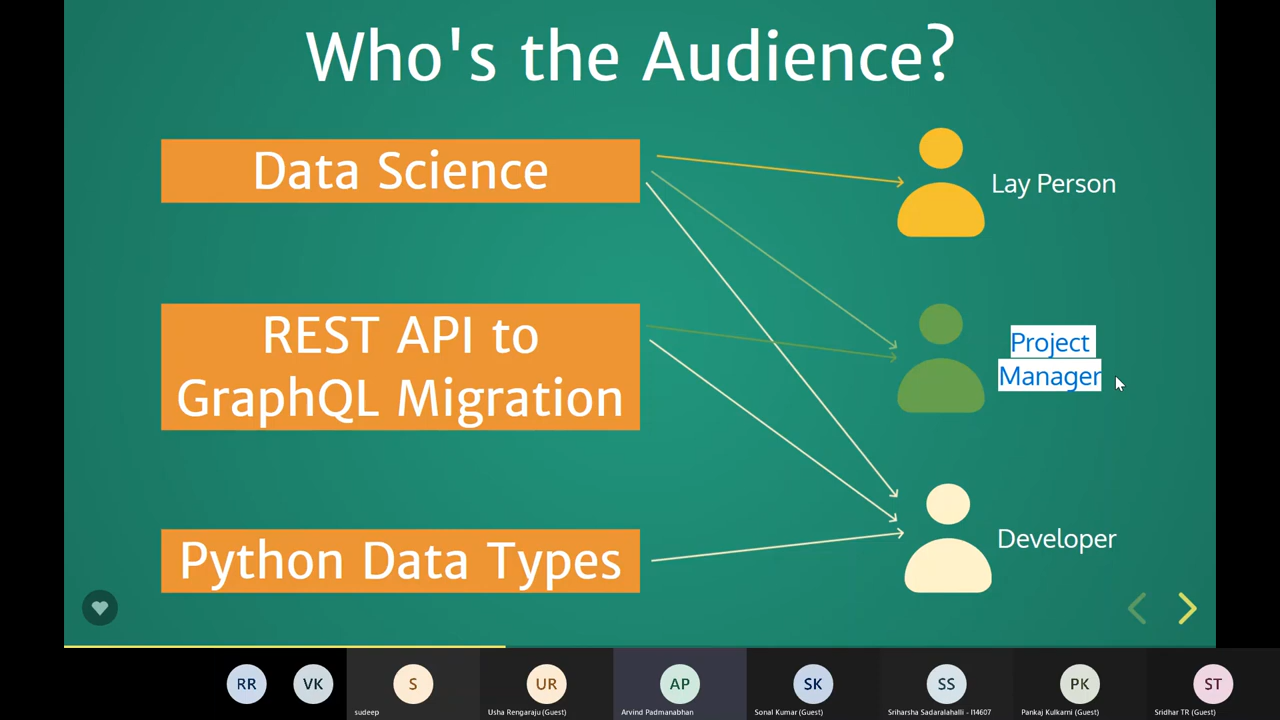 Who's the Audience?
Data Science
Lay Person
REST API to
GraphQL Migration
Project
Manager
Python Data Types
Developer
RR
VK
S
UR
AP
SK
SS
PK
ST
sudeep
Usha Rengaraju (Guest)
Arvind Padmanabhan
Sonal Kumar (Guest)
Sriharsha Sadaralahalli - I14607
Pankaj Kulkarni (Guest)
Sridhar TR (Guest)